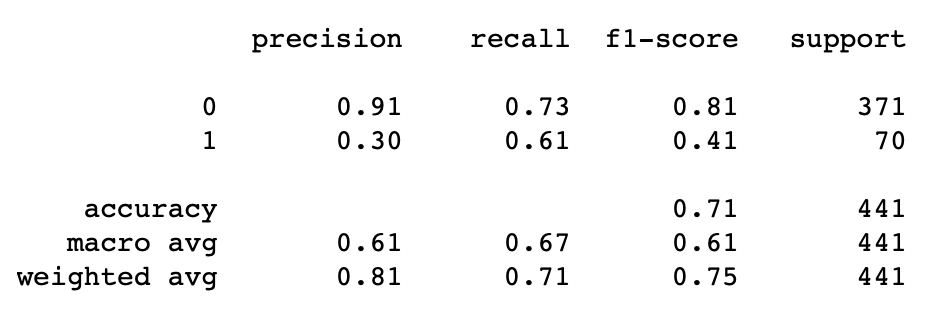 precision recall f1-score support
0 0.91 0.73 0.81 371
1 0.30 0.61 0.41 70
accuracy 0.71 441
macro avg 0.61 0.67 0.61 441
weighted avg 0.81 0.71 0.75 441